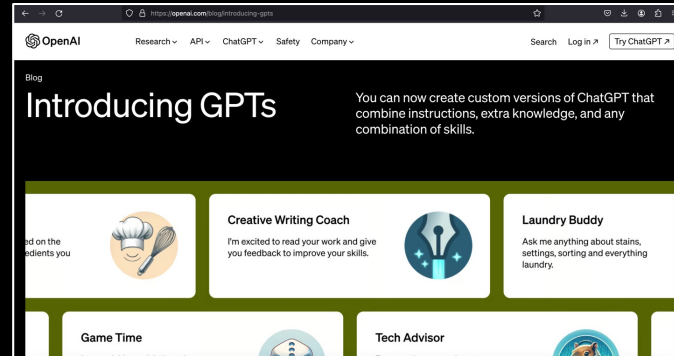 https://openai.com/blog/introducing-gpts
OpenAI
Research API ChatGPT Safety Company
Search Log in ↗ Try ChatGPT ↗
Blog
Introducing GPTs
You can now create custom versions of ChatGPT that
combine instructions, extra knowledge, and any
combination of skills.
ed on the
edients you
Creative Writing Coach
I'm excited to read your work and give
you feedback to improve your skills.
Laundry Buddy
Ask me anything about stains,
settings, sorting and everything
laundry.
Game Time
Tech Advisor